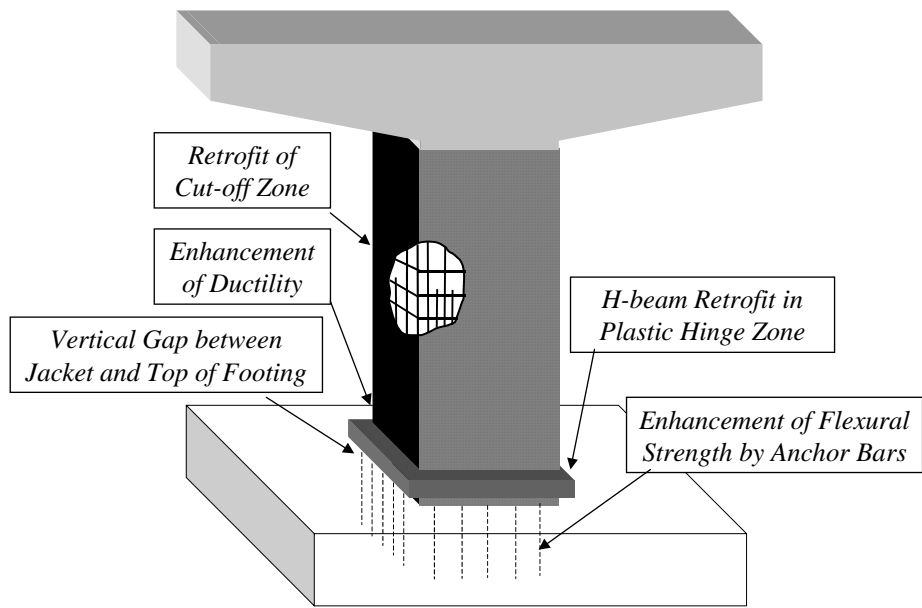 Retrofit of
Cut-off Zone
Enhancement
of Ductility
Vertical Gap between
Jacket and Top of Footing
H-beam Retrofit in
Plastic Hinge Zone
Enhancement of Flexural
Strength by Anchor Bars